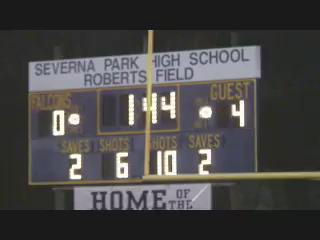 SEVERNA PARK HIGH SCHOOL
ROBERTS FIELD
FALCONS 1:44 GUEST
0 4
SAVES SHOTS SHOTS SAVES
2 6 10 2
HOME OF THE